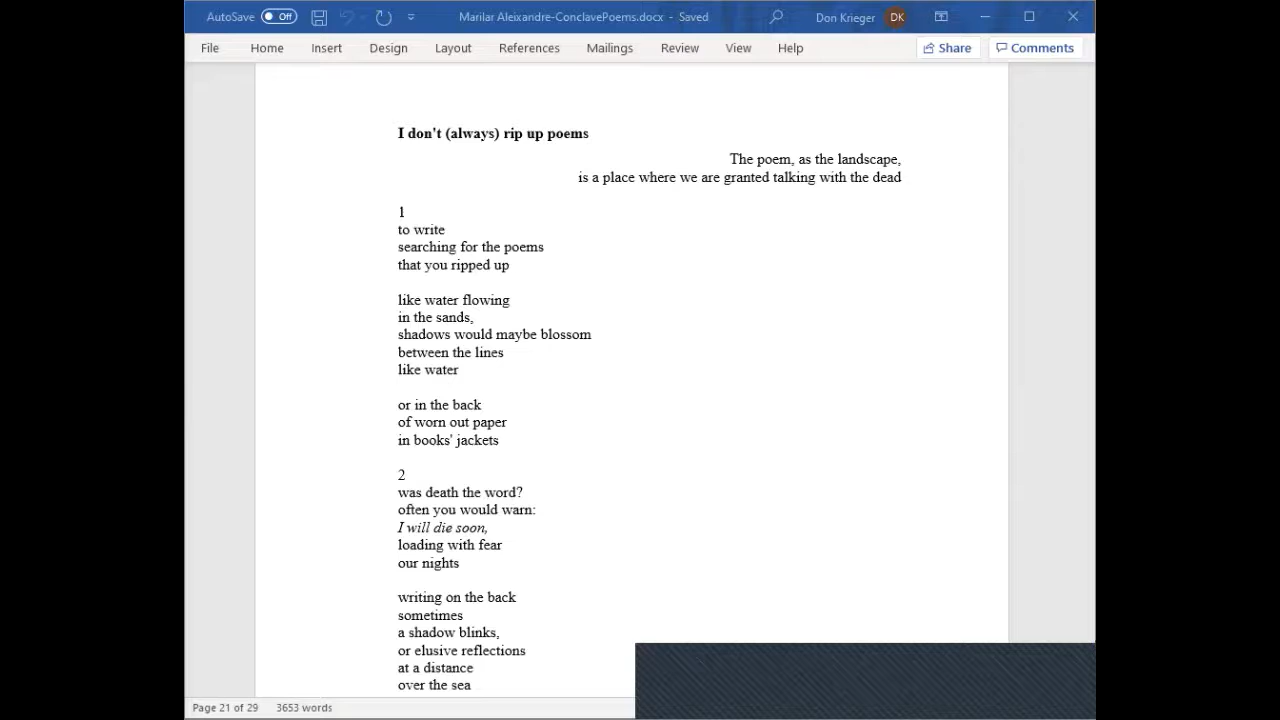 AutoSave Off Marilar Aleixandre-ConclavePoems.docx - Saved Don Krieger DK
File Home Insert Design Layout References Mailings Review View Help Share Comments
I don't (always) rip up poems
The poem, as the landscape,
is a place where we are granted talking with the dead
1
to write
searching for the poems
that you ripped up
like water flowing
in the sands,
shadows would maybe blossom
between the lines
like water
or in the back
of worn out paper
in books' jackets
2
was death the word?
often you would warn:
I will die soon,
loading with fear
our nights
writing on the back
sometimes
a shadow blinks,
or elusive reflections
at a distance
over the sea
Page 21 of 29 3653 words